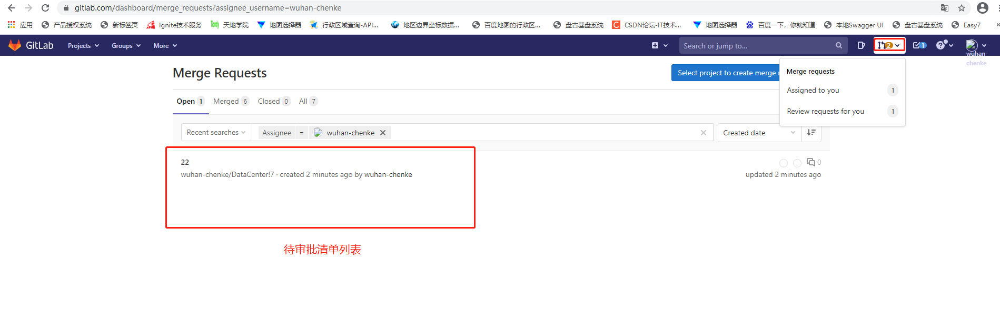 gitlab.com/dashboard/merge_requests?assignee_username=wuhan-chenke
应用 产品授权系统 新标签页 Ignite技术服务 天地学院 地图选择器 行政区域查询-API... 地区边界坐标数据... 百度地图的行政区... 盘古基盘系统 CSDN论坛-IT技术... 地图选择器 百度一下，你就知道 本地Swagger UI 盘古基盘系统 Easy7 »
GitLab Projects Groups More Search or jump to... 2 1
wuhan-
chenke
Merge Requests
Select project to create merge r
Merge requests
Assigned to you 1
Review requests for you 1
Open 1 Merged 6 Closed 0 All 7
Recent searches Assignee = wuhan-chenke Created date
22
0
wuhan-chenke/DataCenter!7 · created 2 minutes ago by wuhan-chenke
updated 2 minutes ago
待审批清单列表